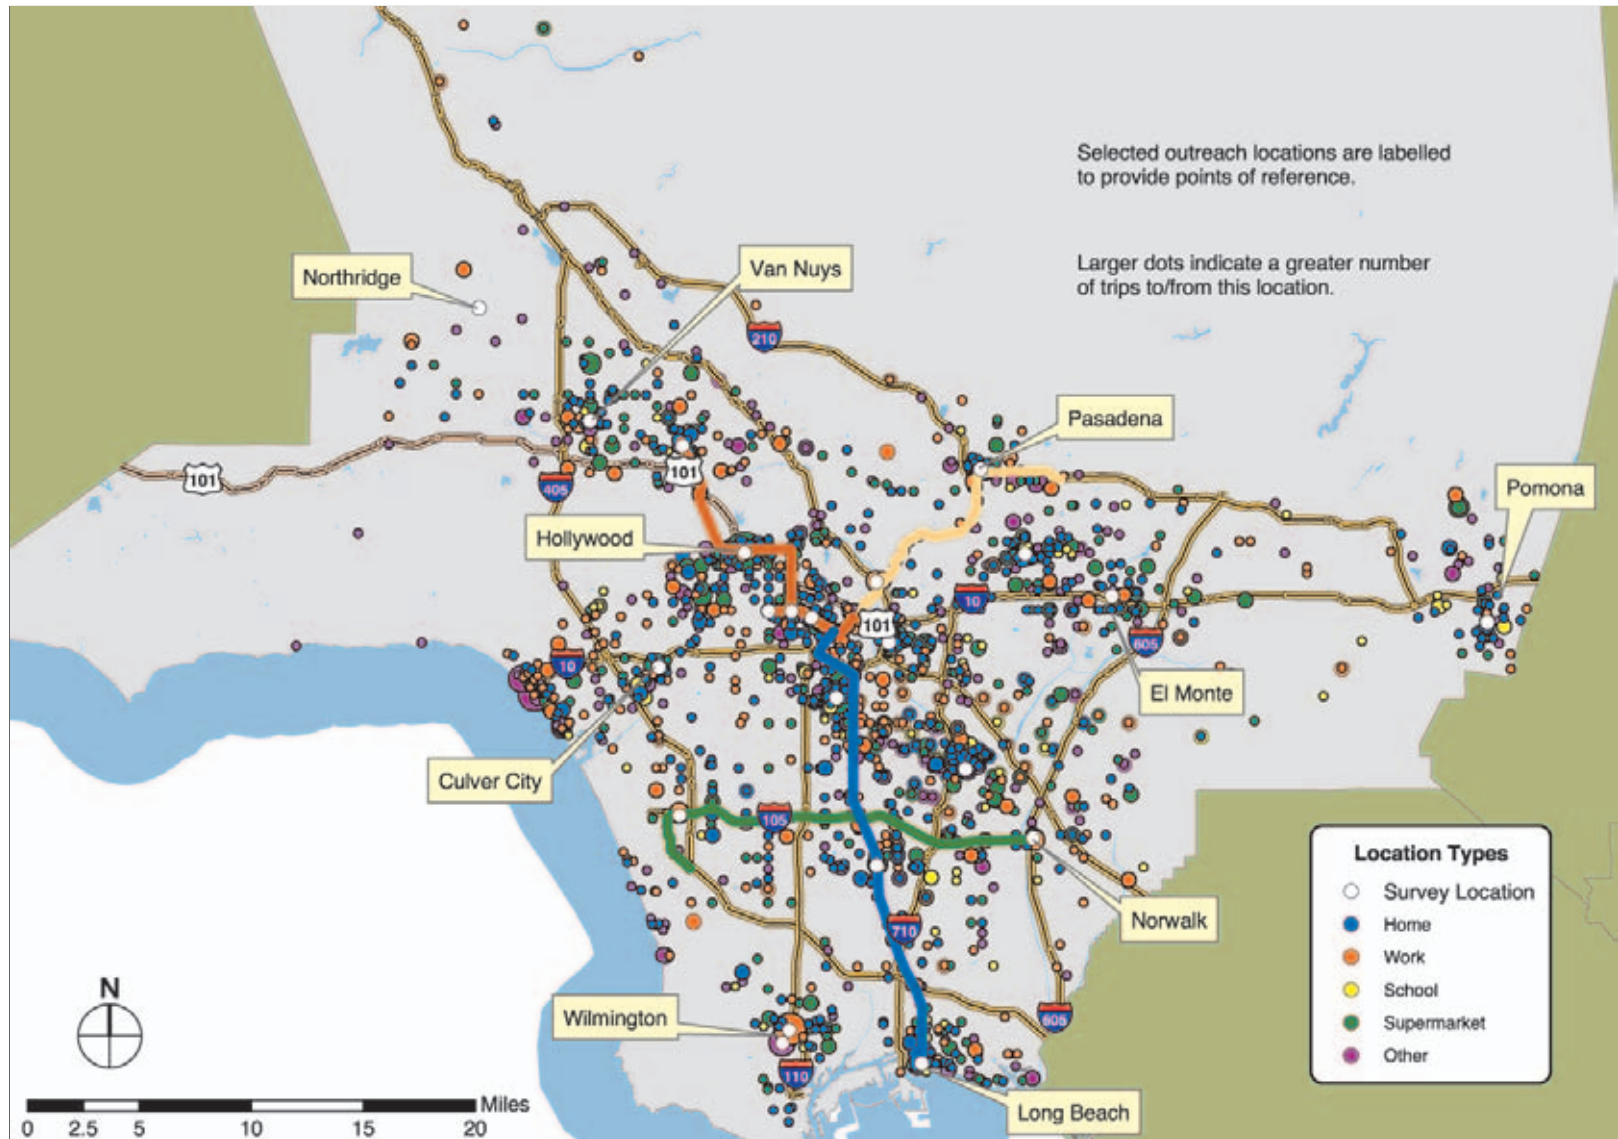 Selected outreach locations are labelled
to provide points of reference.
Larger dots indicate a greater number
of trips to/from this location.
Northridge
Van Nuys
210
Pasadena
101
101
405
Pomona
Hollywood
10
101
605
10
El Monte
Culver City
105
Norwalk
710
Wilmington
605
110
Long Beach
Location Types
Survey Location
Home
Work
School
Supermarket
Other
N
Miles
0 2.5 5 10 15 20